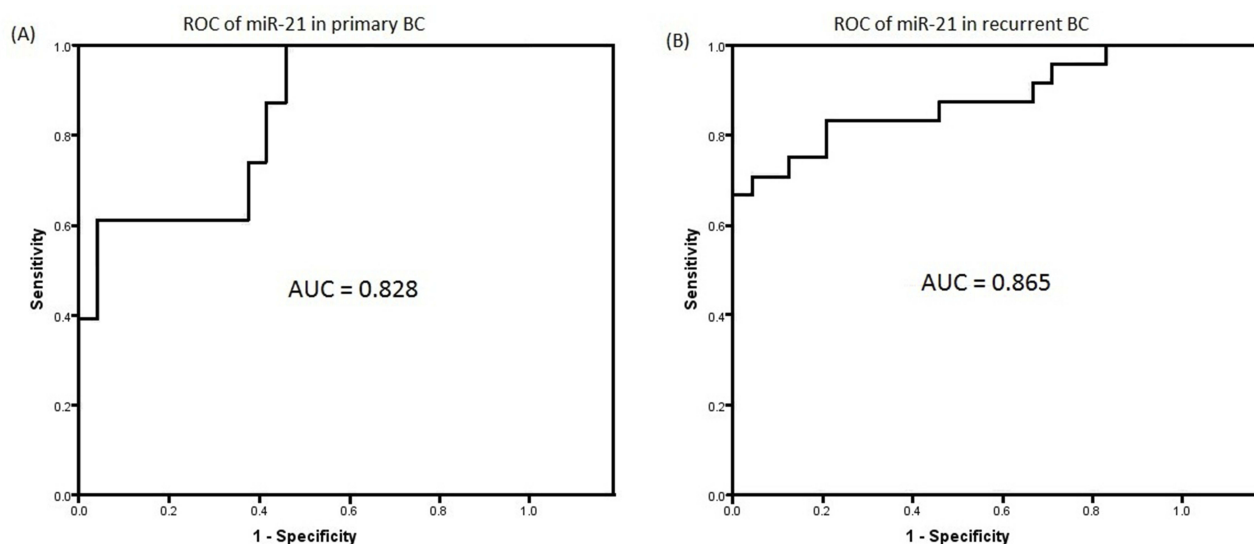 (A)
ROC of miR-21 in primary BC
1.0
0.8
0.6
0.4
0.2
0.0
Sensitivity
AUC = 0.828
0.0 0.2 0.4 0.6 0.8 1.0
1 - Specificity
(B)
ROC of miR-21 in recurrent BC
1.0
0.8
0.6
0.4
0.2
0.0
Sensitivity
AUC = 0.865
0.0 0.2 0.4 0.6 0.8 1.0
1 - Specificity